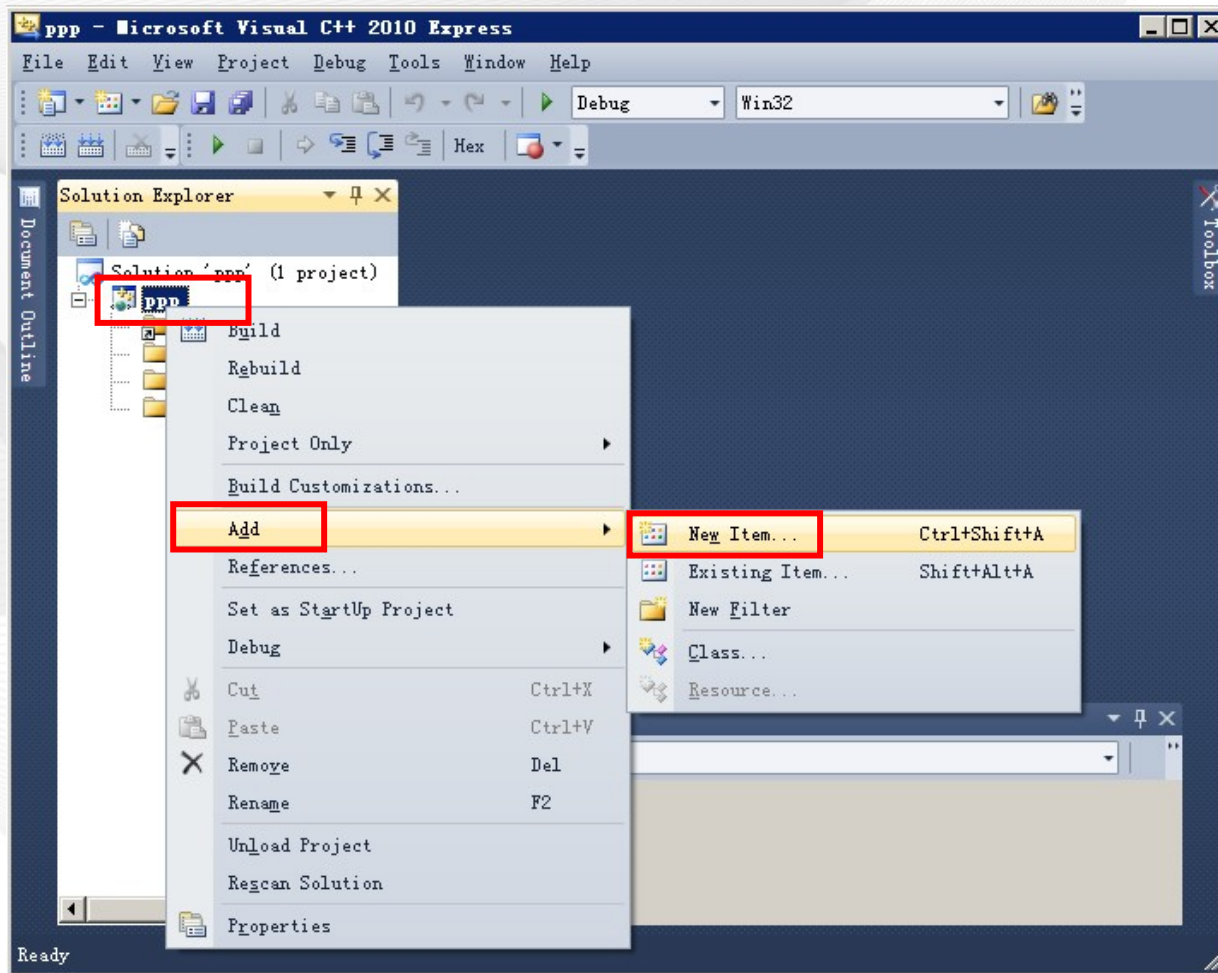 ppp - Microsoft Visual C++ 2010 Express
File Edit View Project Debug Tools Window Help
Debug Win32
Hex
Document Outline
Solution Explorer
Solution 'ppp' (1 project)
ppp
Toolbox
Build
Rebuild
Clean
Project Only
Build Customizations...
Add
References...
Set as StartUp Project
Debug
Cut Ctrl+X
Paste Ctrl+V
Remove Del
Rename F2
Unload Project
Rescan Solution
Properties
New Item... Ctrl+Shift+A
Existing Item... Shift+Alt+A
New Filter
Class...
Resource...
Ready